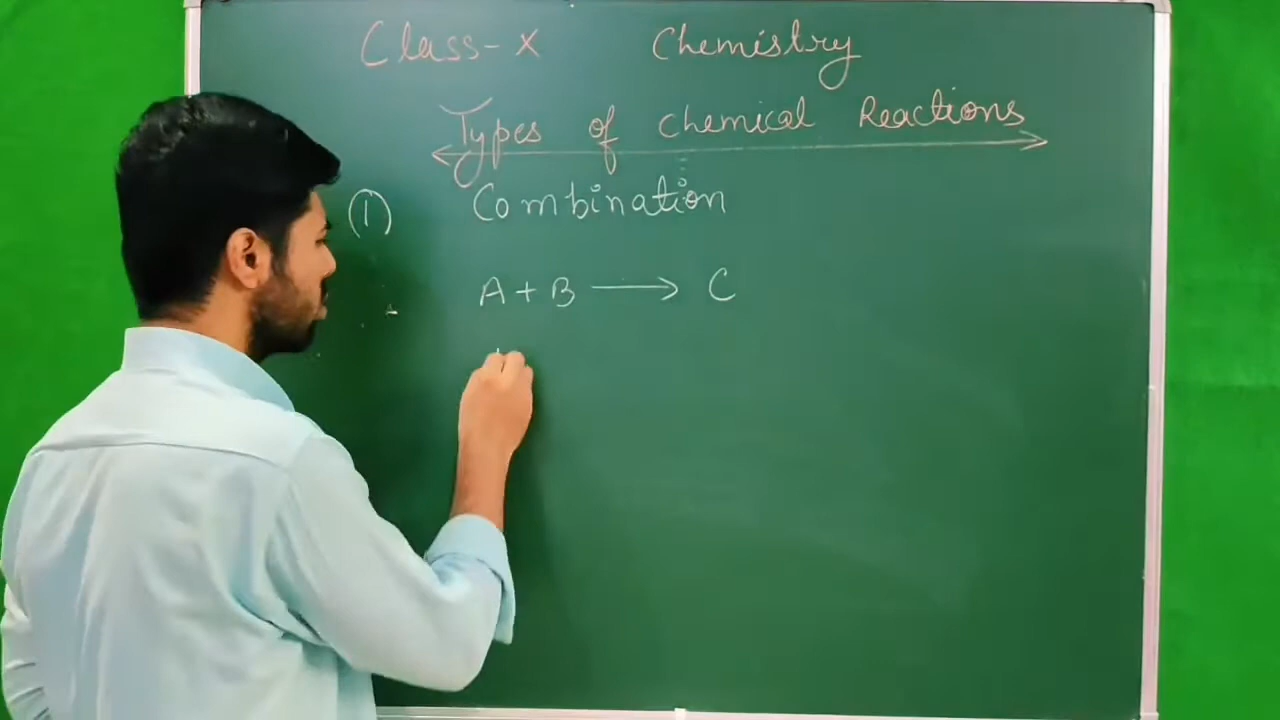 Class-X Chemistry
Types of chemical Reactions
(1) Combination
A + B ⟶ C